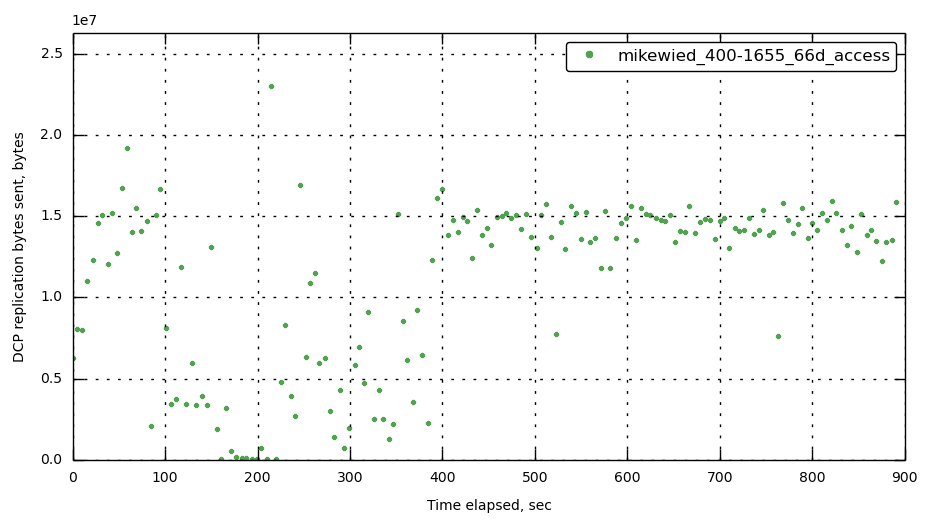 1e7
mikewied_400-1655_66d_access
2.5
2.0
1.5
1.0
0.5
0.0
DCP replication bytes sent, bytes
0 100 200 300 400 500 600 700 800 900
Time elapsed, sec